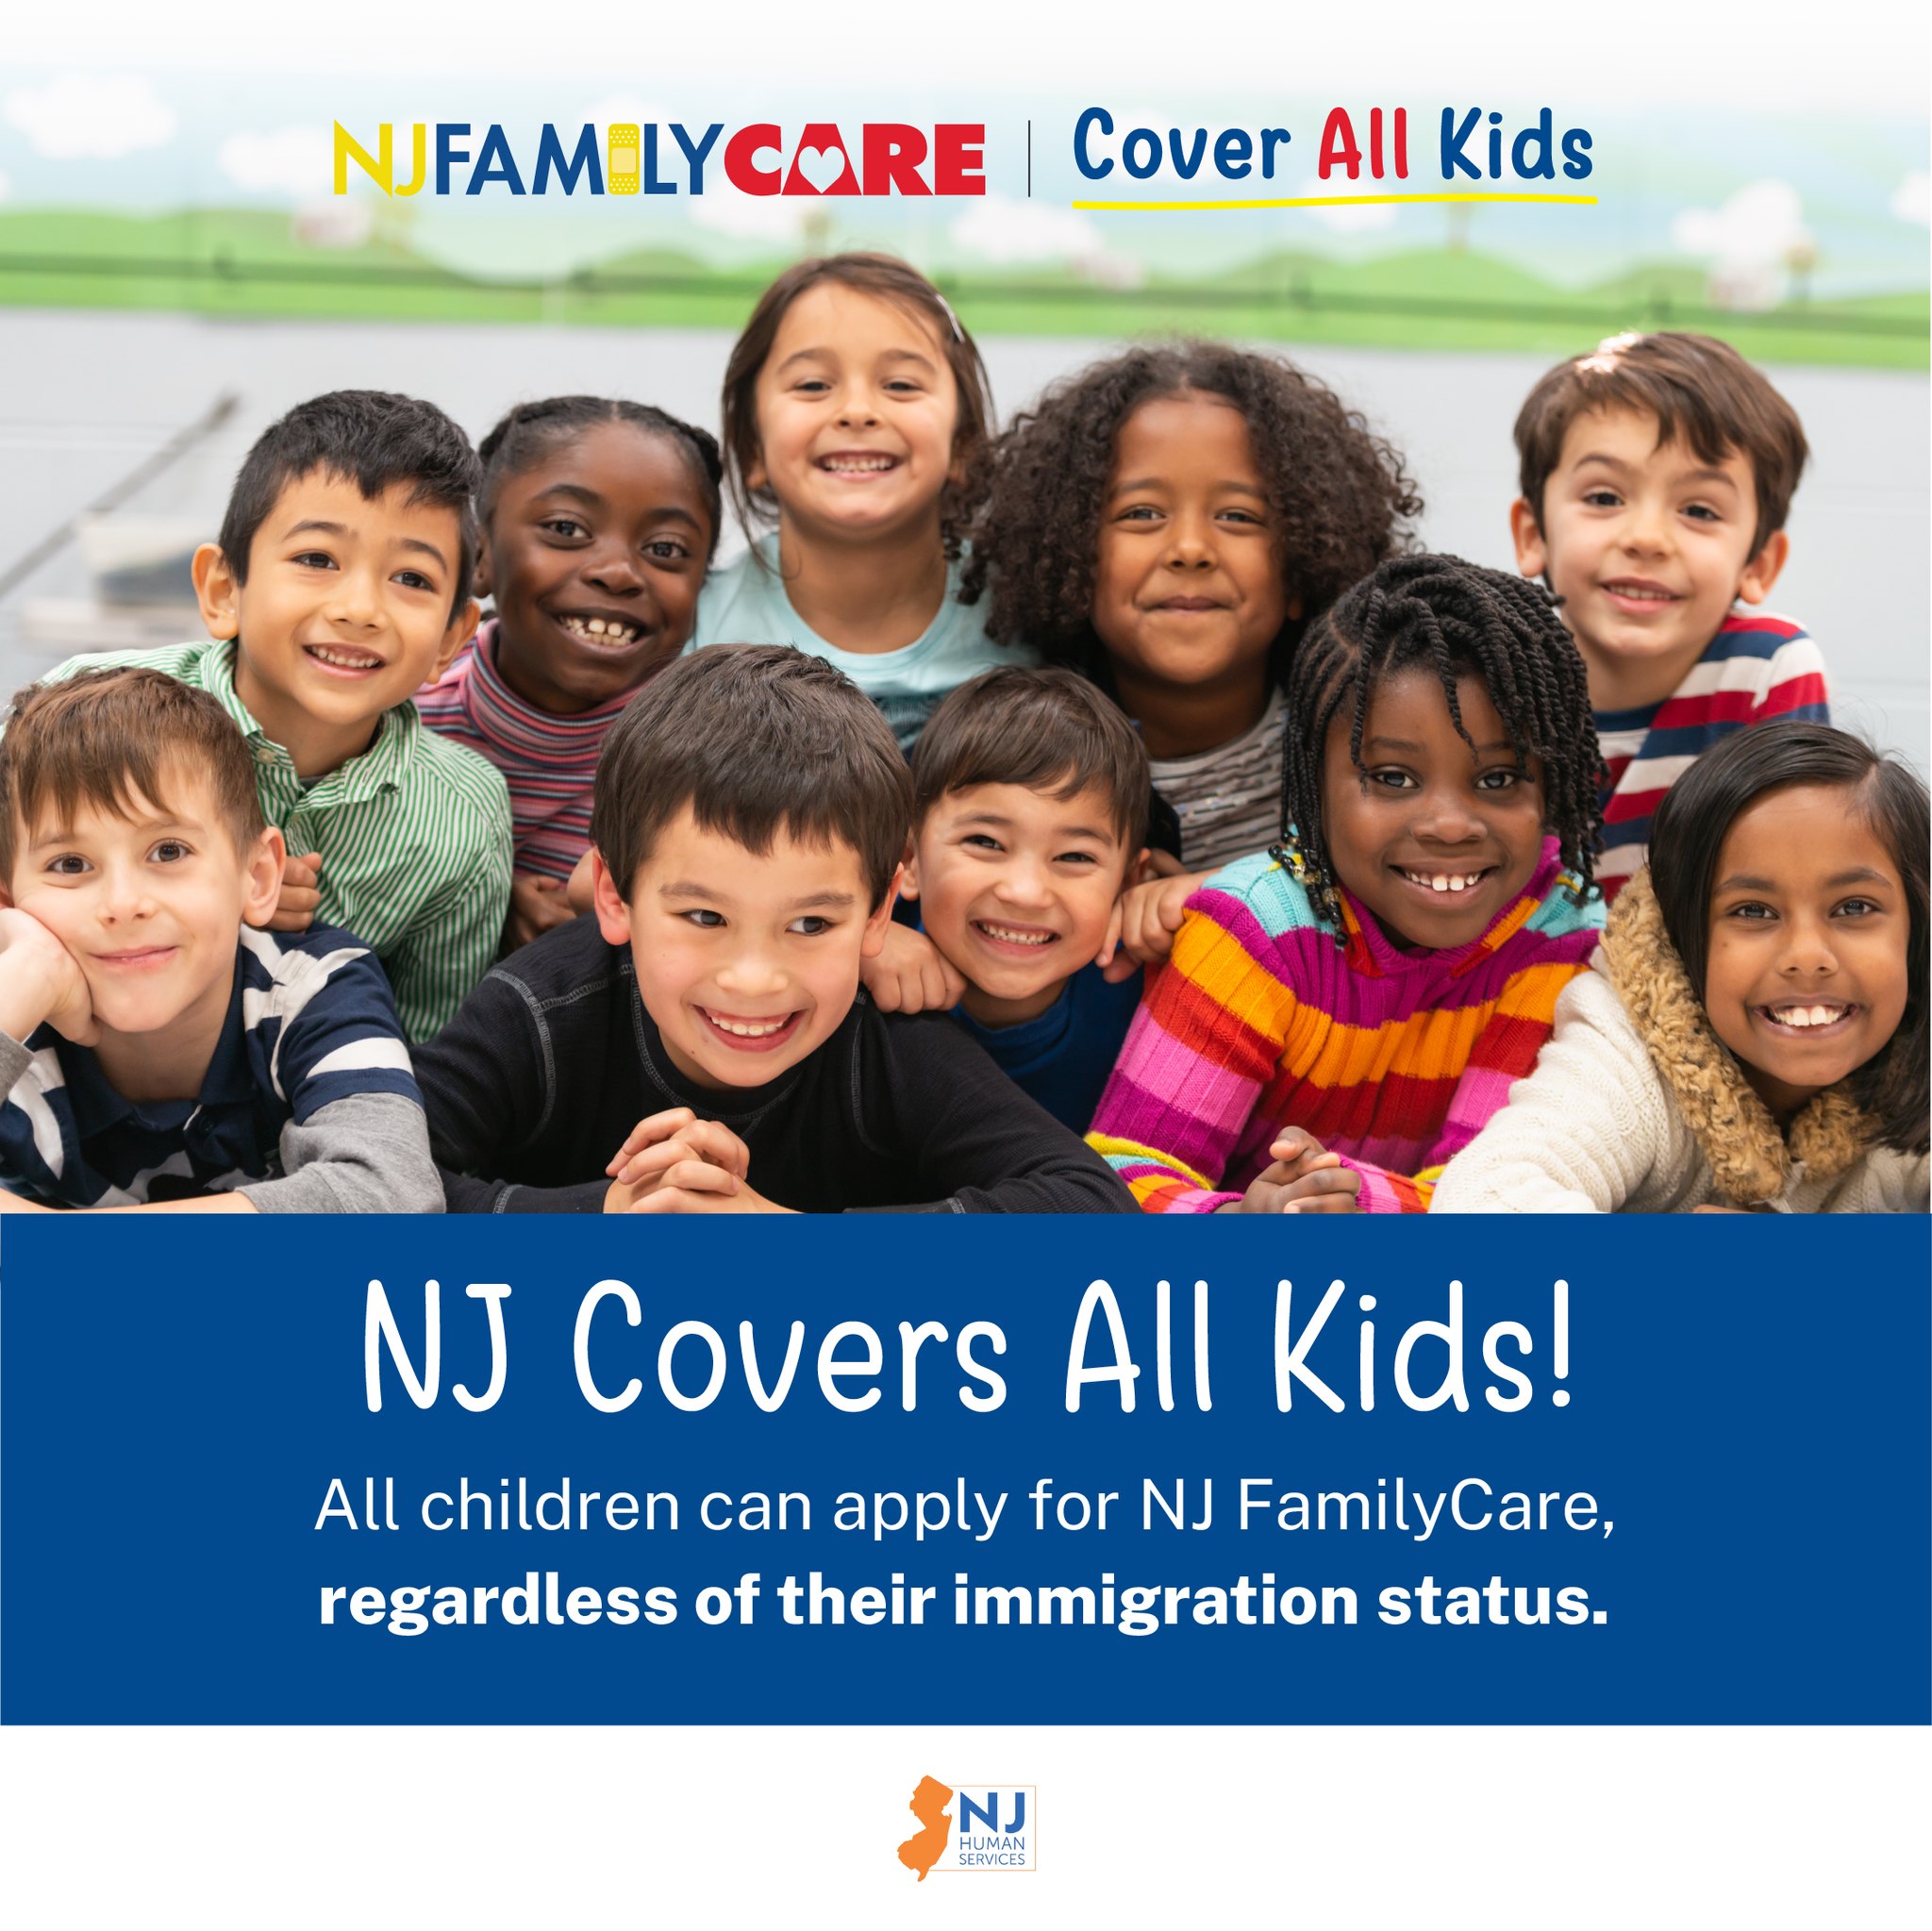 NJFAMILYCARE | Cover All Kids
NJ Covers All Kids!
All children can apply for NJ FamilyCare,
regardless of their immigration status.
NJ
HUMAN
SERVICES